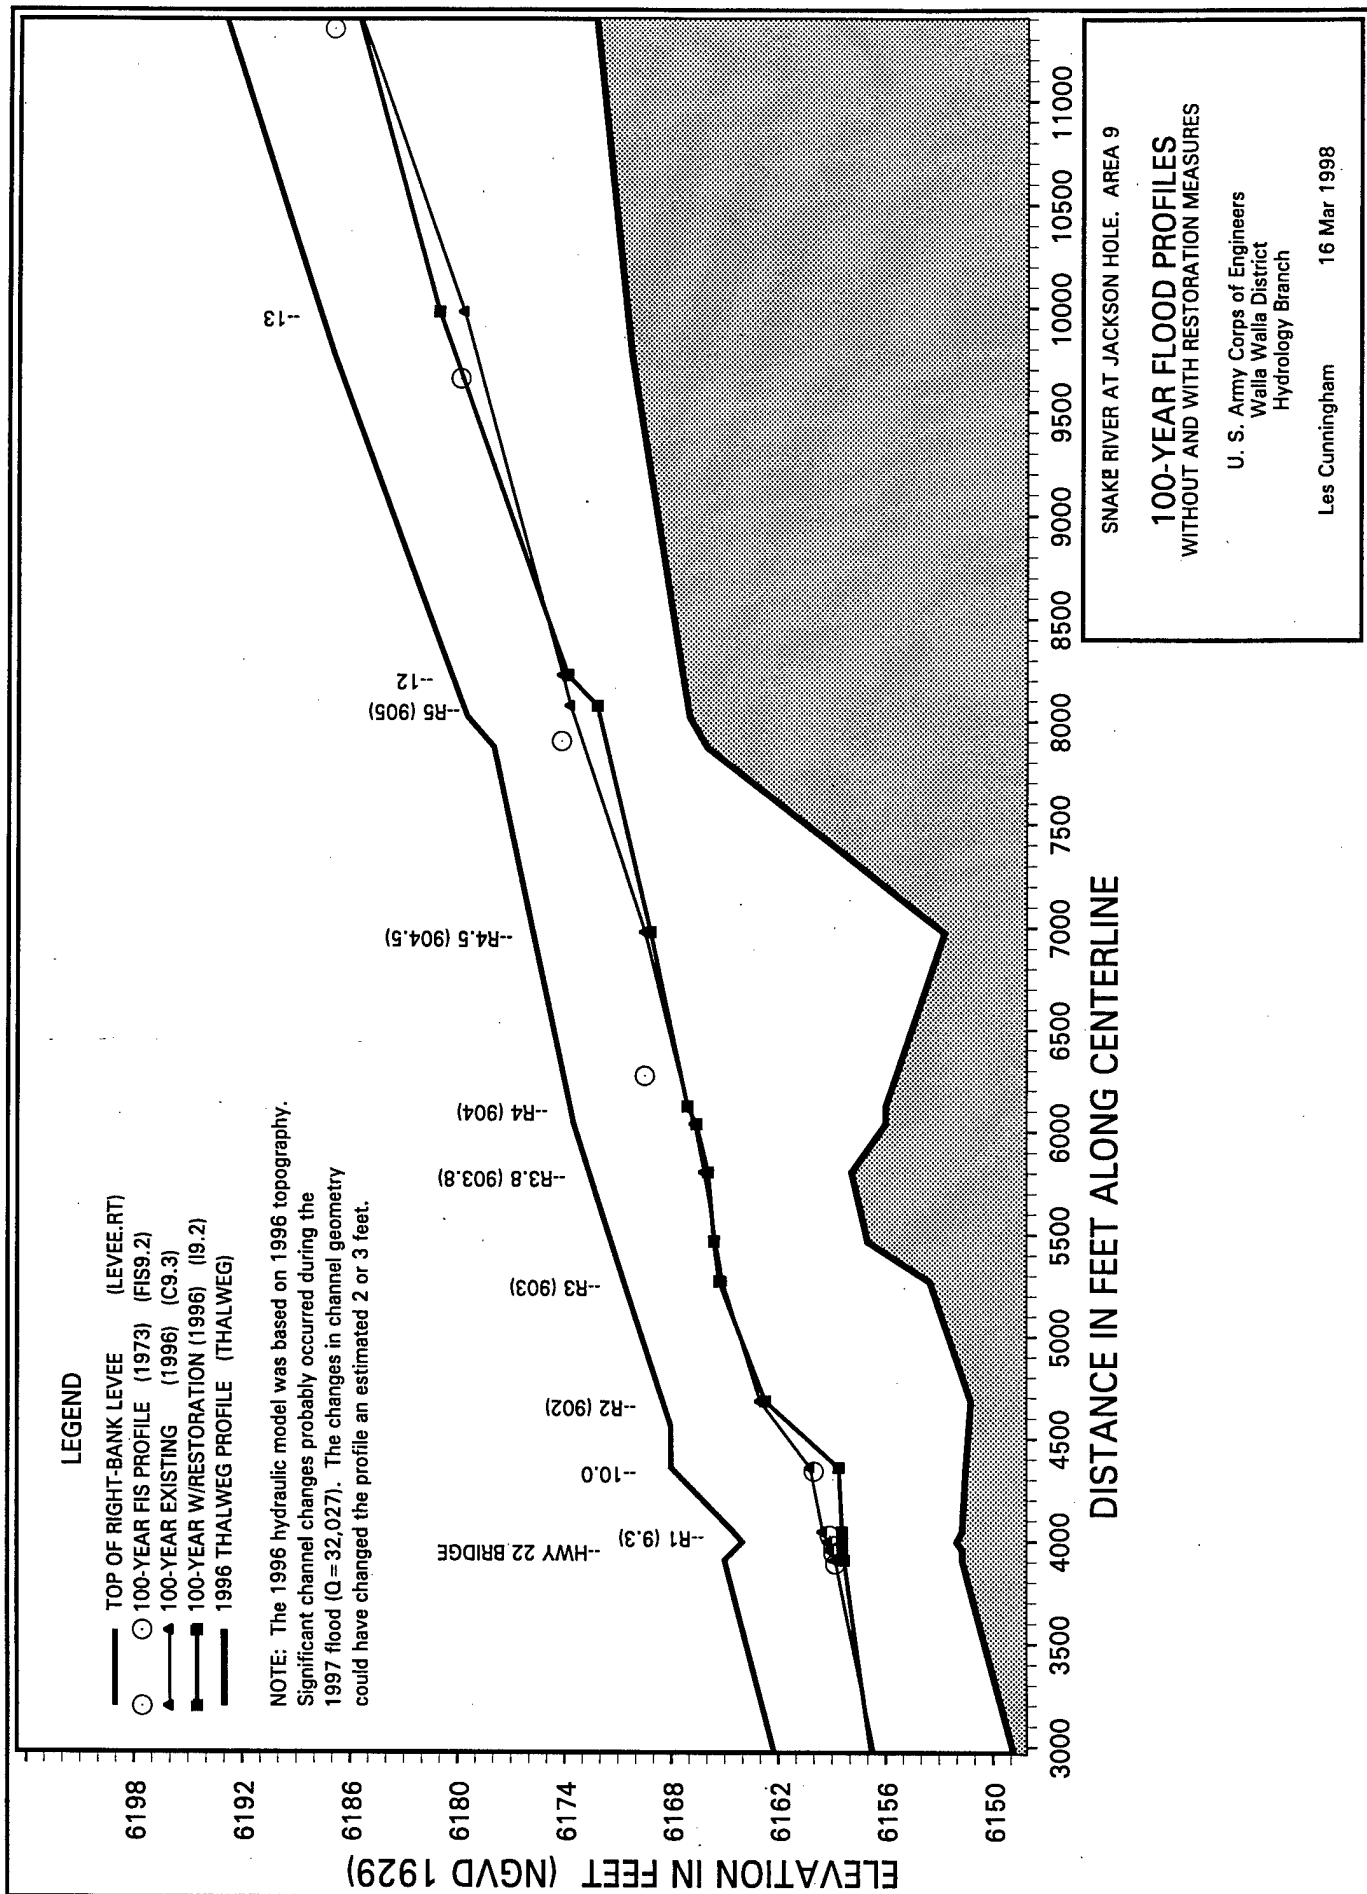 LEGEND
TOP OF RIGHT-BANK LEVEE (LEVEE.RT)
100-YEAR FIS PROFILE (1973) (FIS9.2)
100-YEAR EXISTING (1996) (C9.3)
100-YEAR W/RESTORATION (1996) (I9.2)
1996 THALWEG PROFILE (THALWEG)
NOTE: The 1996 hydraulic model was based on 1996 topography.
Significant channel changes probably occurred during the
1997 flood (Q=32,027). The changes in channel geometry
could have changed the profile an estimated 2 or 3 feet.
--HWY 22 BRIDGE
--R1 (9.3)
--10.0
--R2 (902)
--R3 (903)
--R3.8 (903.8)
--R4 (904)
--R4.5 (904.5)
--R5 (905)
--12
--13
ELEVATION IN FEET (NGVD 1929)
6198
6192
6186
6180
6174
6168
6162
6156
6150
3000 3500 4000 4500 5000 5500 6000 6500 7000 7500 8000 8500 9000 9500 10000 10500 11000
DISTANCE IN FEET ALONG CENTERLINE
SNAKE RIVER AT JACKSON HOLE. AREA 9
100-YEAR FLOOD PROFILES
WITHOUT AND WITH RESTORATION MEASURES
U. S. Army Corps of Engineers
Walla Walla District
Hydrology Branch
Les Cunningham 16 Mar 1998